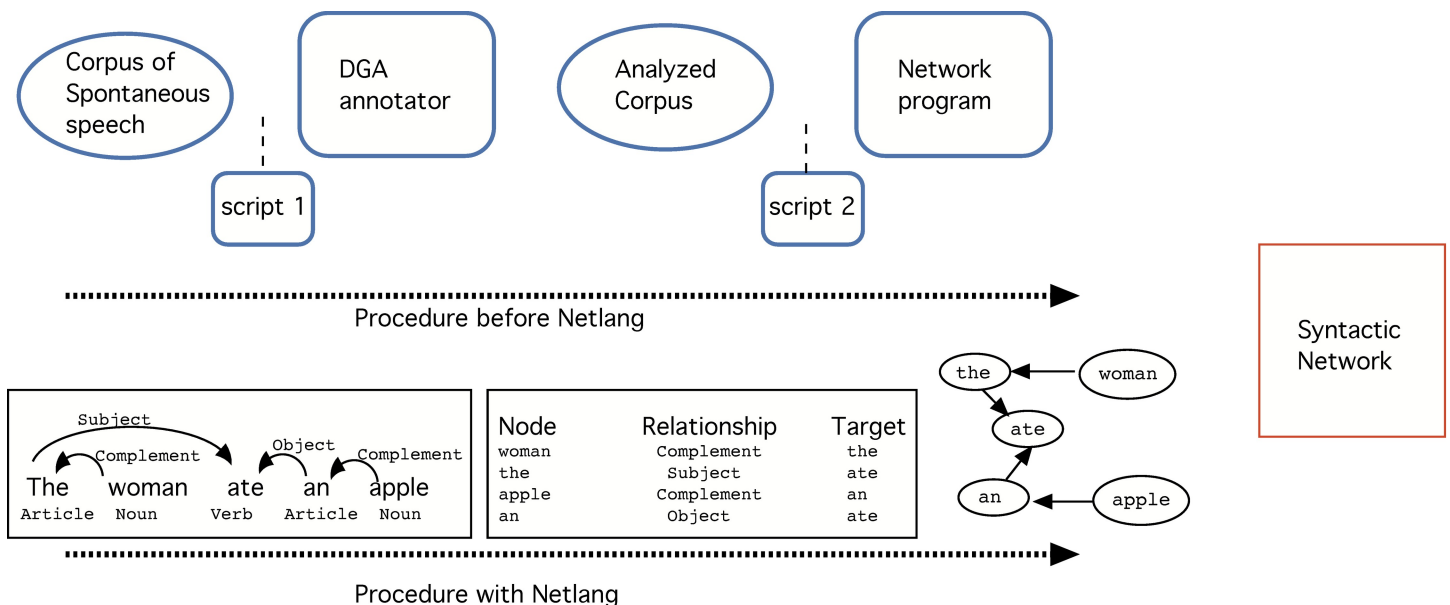 Corpus of
Spontaneous
speech
DGA
annotator
Analyzed
Corpus
Network
program
script 1
script 2
Procedure before Netlang
Syntactic
Network
Subject
Complement
Object
Complement
The woman ate an apple
Article Noun Verb Article Noun
Node Relationship Target
woman Complement the
the Subject ate
apple Complement an
an Object ate
the
woman
ate
an
apple
Procedure with Netlang